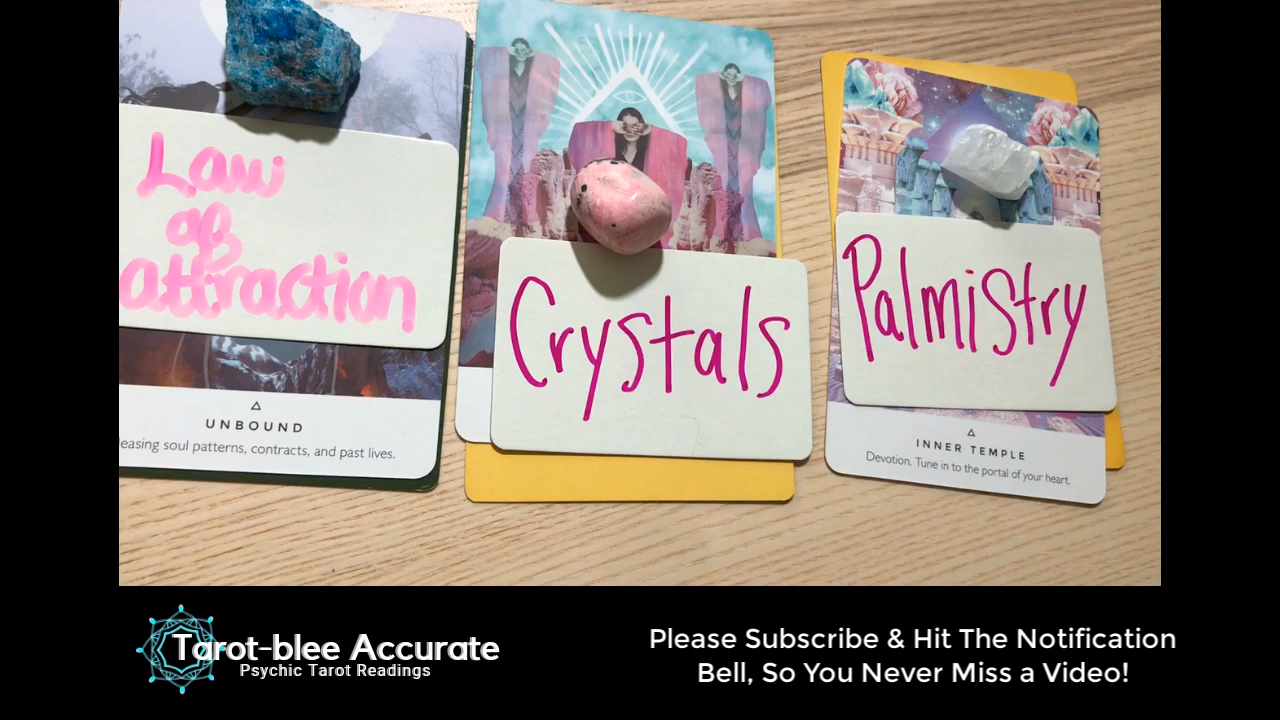 Law
of
attraction
UNBOUND
leasing soul patterns, contracts, and past lives.
Crystals
Palmistry
INNER TEMPLE
Devotion. Tune in to the portal of your heart.
Tarot-blee Accurate
Psychic Tarot Readings
Please Subscribe & Hit The Notification
Bell, So You Never Miss a Video!